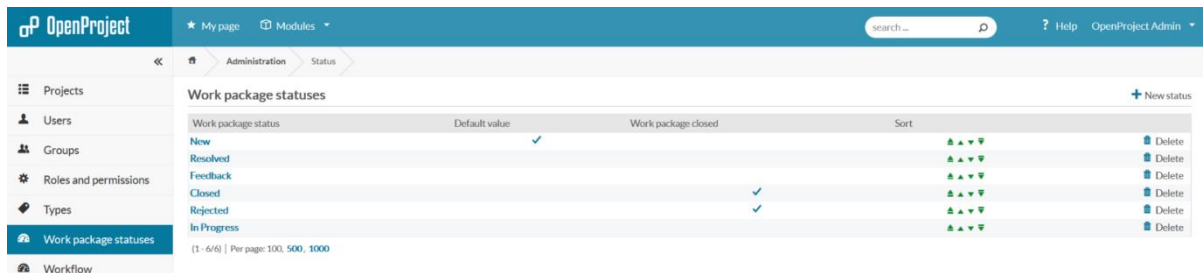 OpenProject
My page Modules
search ...
? Help OpenProject Admin
Administration Status
Projects
Users
Groups
Roles and permissions
Types
Work package statuses
Workflow
Work package statuses
New status
Work package status Default value Work package closed Sort
New Delete
Resolved Delete
Feedback Delete
Closed Delete
Rejected Delete
In Progress Delete
(1 - 6/6) | Per page: 100, 500, 1000